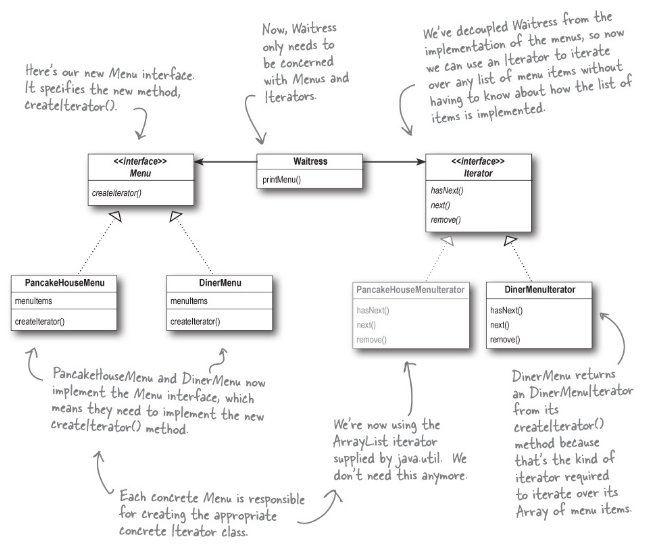 Here's our new Menu interface.
It specifies the new method,
createIterator().
Now, Waitress
only needs to
be concerned
with Menus and
Iterators.
We've decoupled Waitress from the
implementation of the menus, so now
we can use an Iterator to iterate
over any list of menu items without
having to know about how the list of
items is implemented.
<<interface>>
Menu
createIterator()
Waitress
printMenu()
<<interface>>
Iterator
hasNext()
next()
remove()
PancakeHouseMenu
menuItems
createIterator()
DinerMenu
menuItems
createIterator()
PancakeHouseMenuIterator
hasNext()
next()
remove()
DinerMenuIterator
hasNext()
next()
remove()
PancakeHouseMenu and DinerMenu now
implement the Menu interface, which
means they need to implement the new
createIterator() method.
We're now using the
ArrayList iterator
supplied by java.util. We
don't need this anymore.
DinerMenu returns
an DinerMenuIterator
from its
createIterator()
method because
that's the kind of
iterator required
to iterate over its
Array of menu items.
Each concrete Menu is responsible
for creating the appropriate
concrete Iterator class.